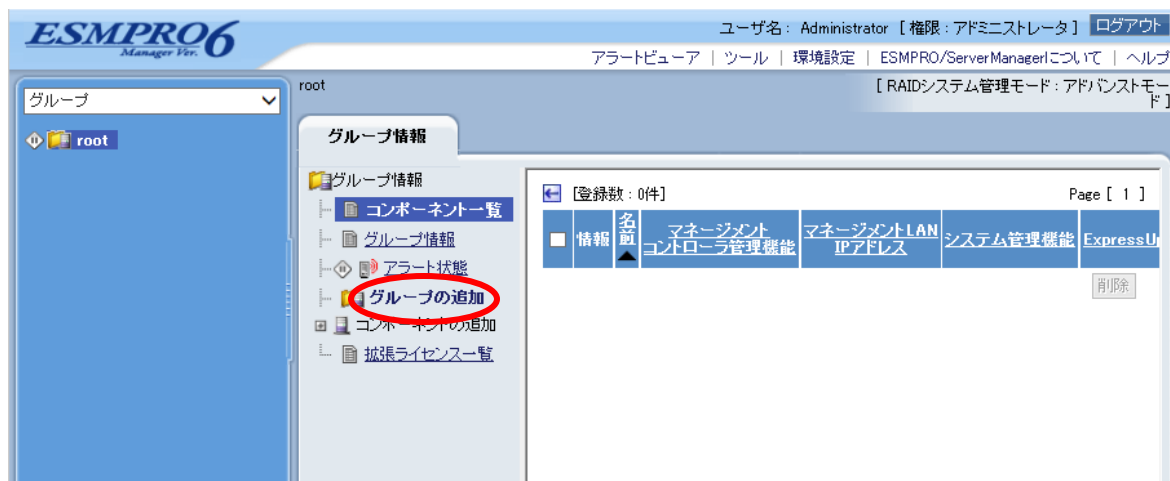 ESMPRO6
Manager Ver.
ユーザ名： Administrator [ 権限：アドミニストレータ ] ログアウト
アラートビューア | ツール | 環境設定 | ESMPRO/ServerManagerについて | ヘルプ
グループ
root
root
[ RAIDシステム管理モード：アドバンストモー
ド ]
グループ情報
グループ情報
コンポーネント一覧
グループ情報
アラート状態
グループの追加
コンポーネントの追加
拡張ライセンス一覧
[登録数：0件]
Page [ 1 ]
情報
名前▲
マネージメント
コントローラ管理機能
マネージメントLAN
IPアドレス
システム管理機能
ExpressU
削除